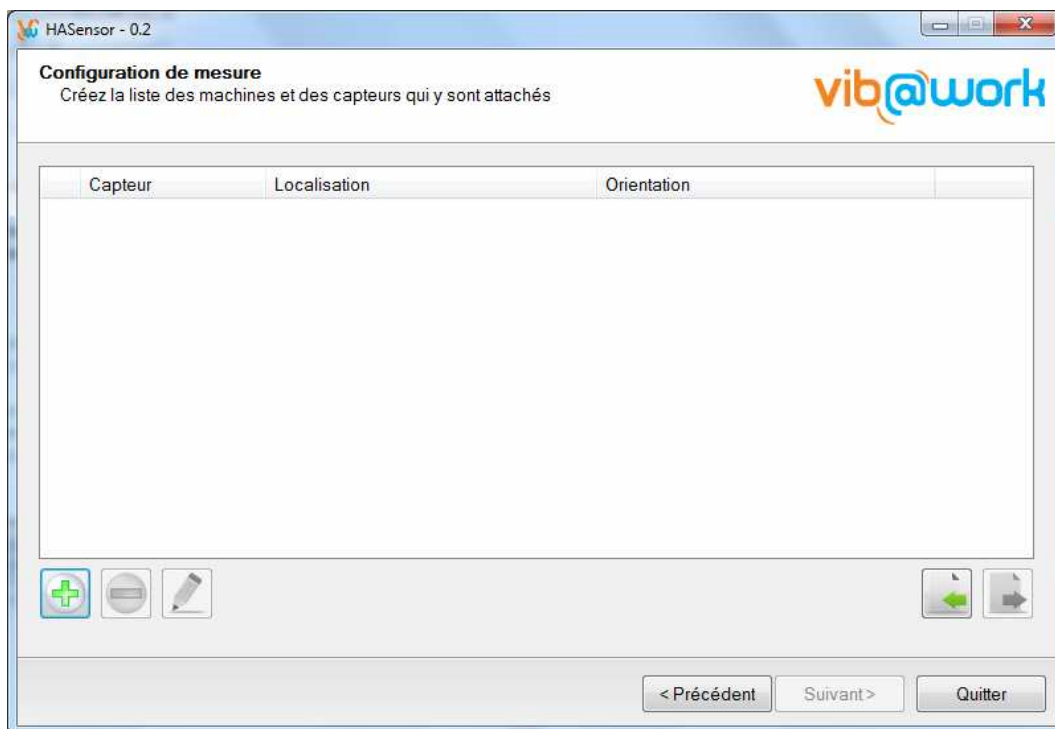 HASensor - 0.2
Configuration de mesure
Créez la liste des machines et des capteurs qui y sont attachés
vib@work
Capteur Localisation Orientation
< Précédent Suivant > Quitter